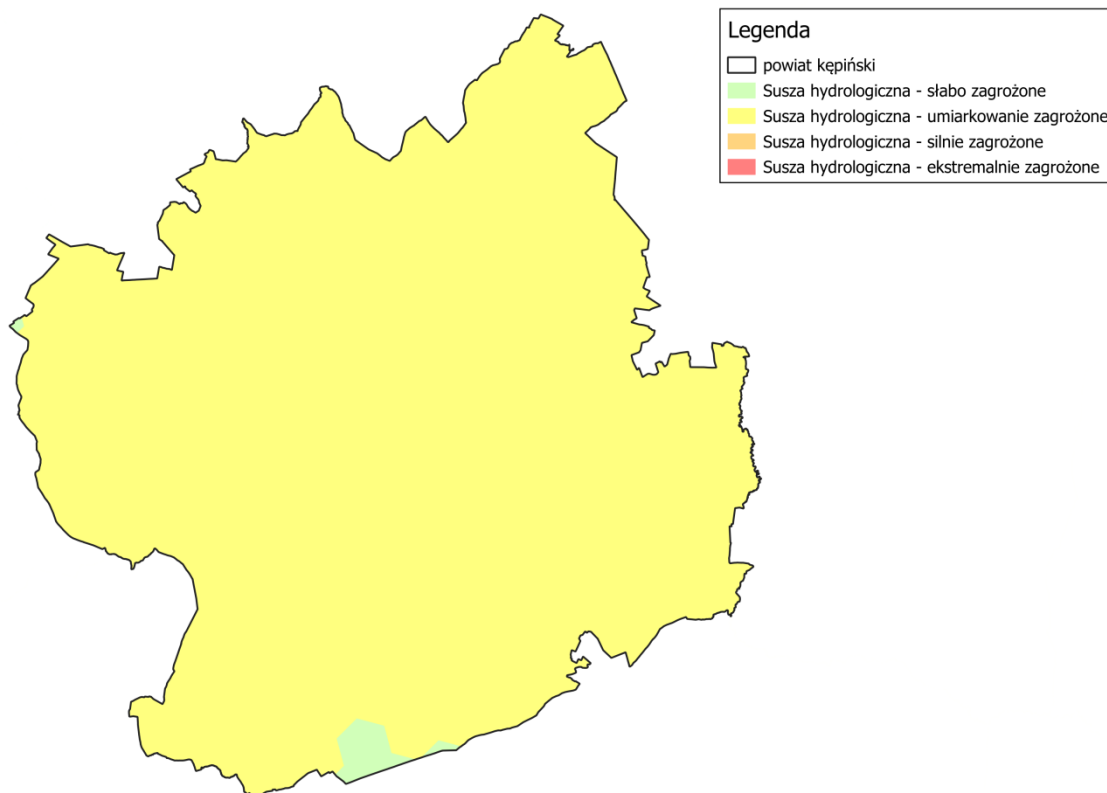 Legenda
powiat kępiński
Susza hydrologiczna - słabo zagrożone
Susza hydrologiczna - umiarkowanie zagrożone
Susza hydrologiczna - silnie zagrożone
Susza hydrologiczna - ekstremalnie zagrożone